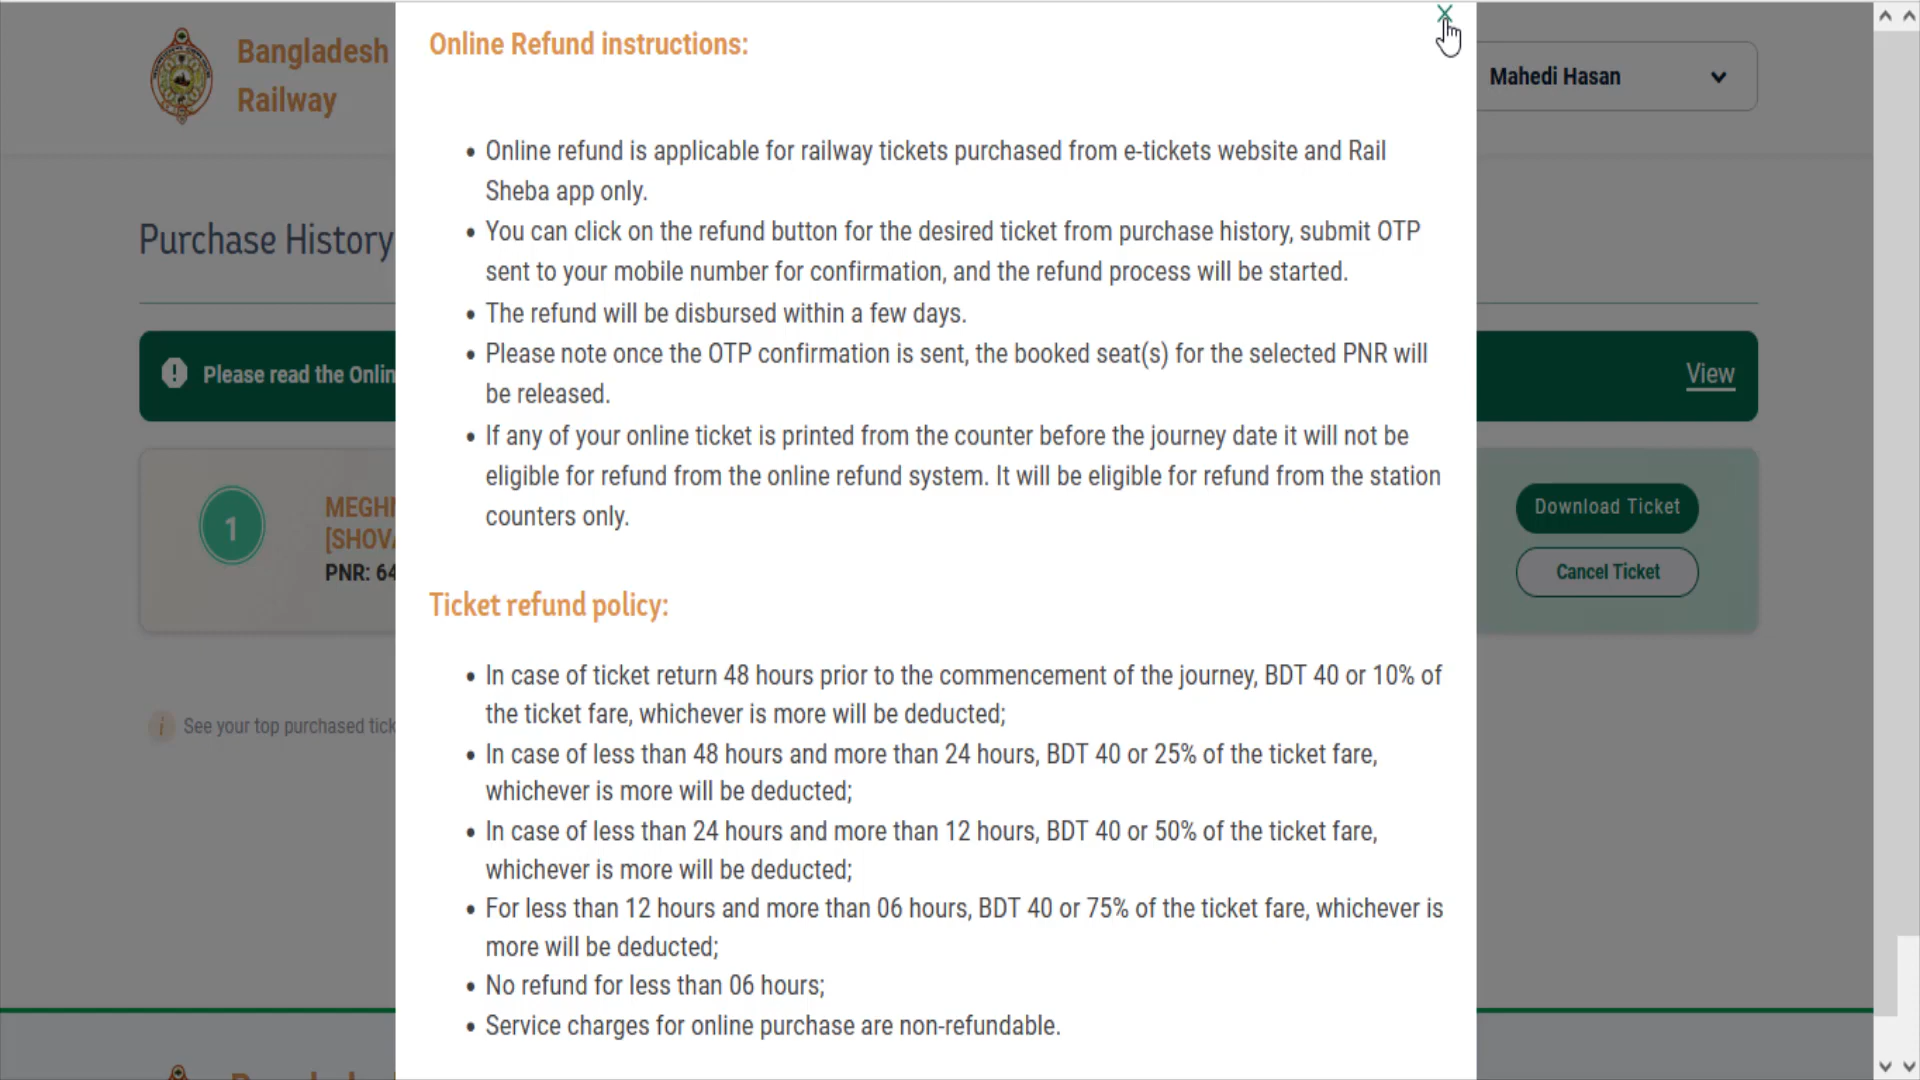 Bangladesh
Railway
Mahedi Hasan
Online Refund instructions:
• Online refund is applicable for railway tickets purchased from e-tickets website and Rail
Sheba app only.
• You can click on the refund button for the desired ticket from purchase history, submit OTP
sent to your mobile number for confirmation, and the refund process will be started.
• The refund will be disbursed within a few days.
• Please note once the OTP confirmation is sent, the booked seat(s) for the selected PNR will
be released.
• If any of your online ticket is printed from the counter before the journey date it will not be
eligible for refund from the online refund system. It will be eligible for refund from the station
counters only.
Ticket refund policy:
• In case of ticket return 48 hours prior to the commencement of the journey, BDT 40 or 10% of
the ticket fare, whichever is more will be deducted;
• In case of less than 48 hours and more than 24 hours, BDT 40 or 25% of the ticket fare,
whichever is more will be deducted;
• In case of less than 24 hours and more than 12 hours, BDT 40 or 50% of the ticket fare,
whichever is more will be deducted;
• For less than 12 hours and more than 06 hours, BDT 40 or 75% of the ticket fare, whichever is
more will be deducted;
• No refund for less than 06 hours;
• Service charges for online purchase are non-refundable.
Purchase History
Please read the Onlin
View
1
MEGHN
[SHOVA
PNR: 64
Download Ticket
Cancel Ticket
i
See your top purchased tick